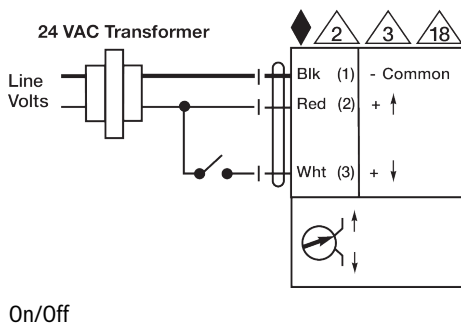 24 VAC Transformer
2 3 18
Line
Volts
Blk (1) - Common
Red (2) +
Wht (3) +
On/Off